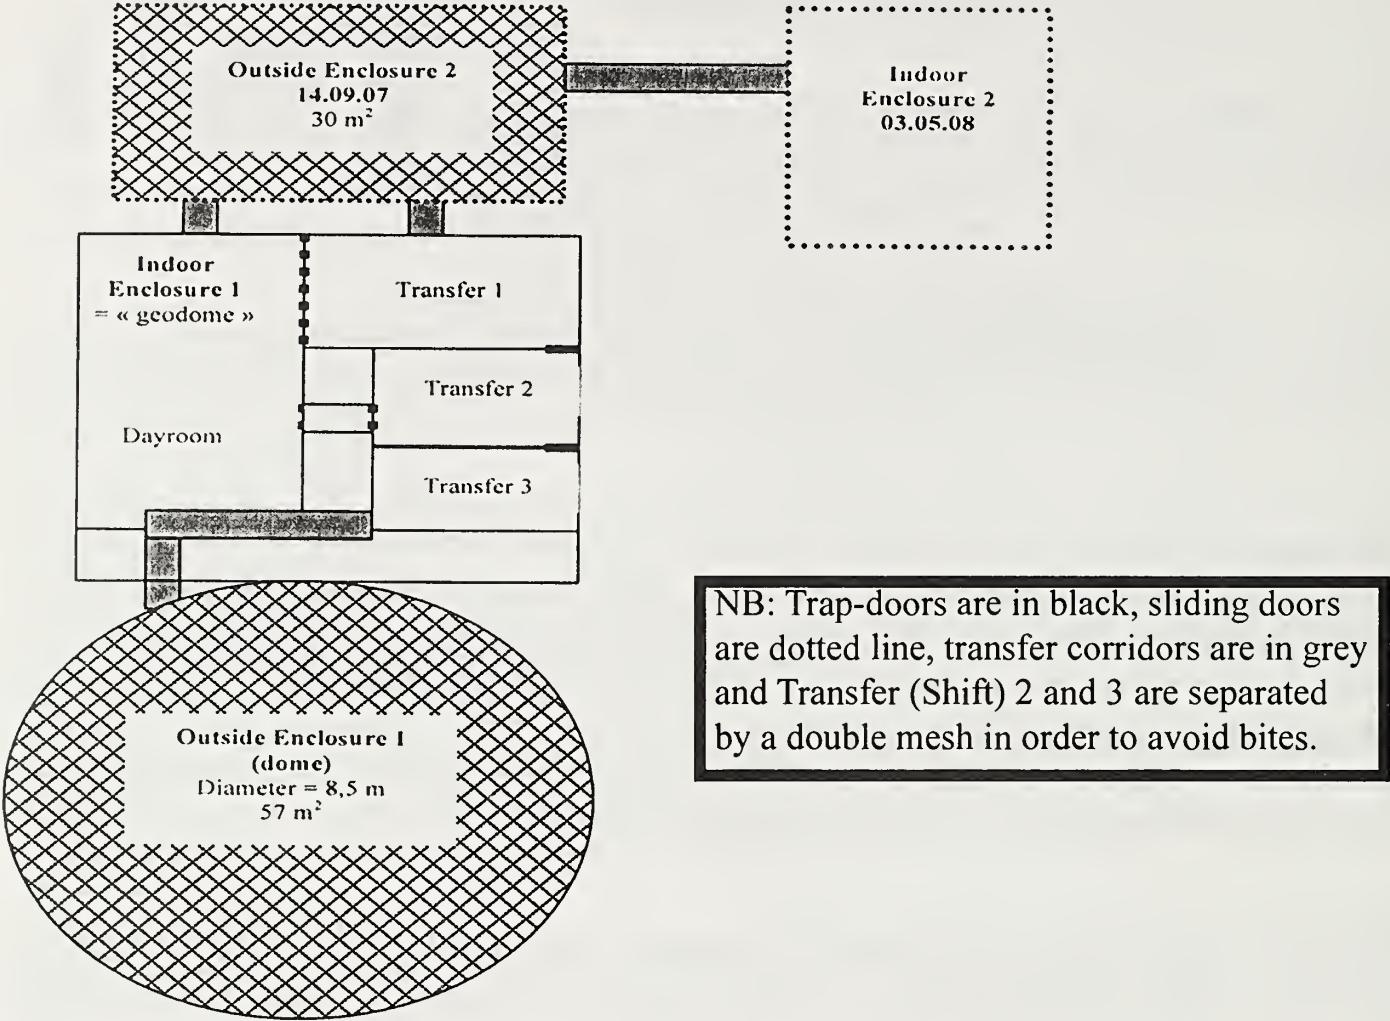 Outside Enclosure 2
14.09.07
30 m²
Indoor
Enclosure 2
03.05.08
Indoor
Enclosure 1
= « geodome »
Dayroom
Transfer 1
Transfer 2
Transfer 3
Outside Enclosure 1
(dome)
Diameter = 8,5 m
57 m²
NB: Trap-doors are in black, sliding doors
are dotted line, transfer corridors are in grey
and Transfer (Shift) 2 and 3 are separated
by a double mesh in order to avoid bites.